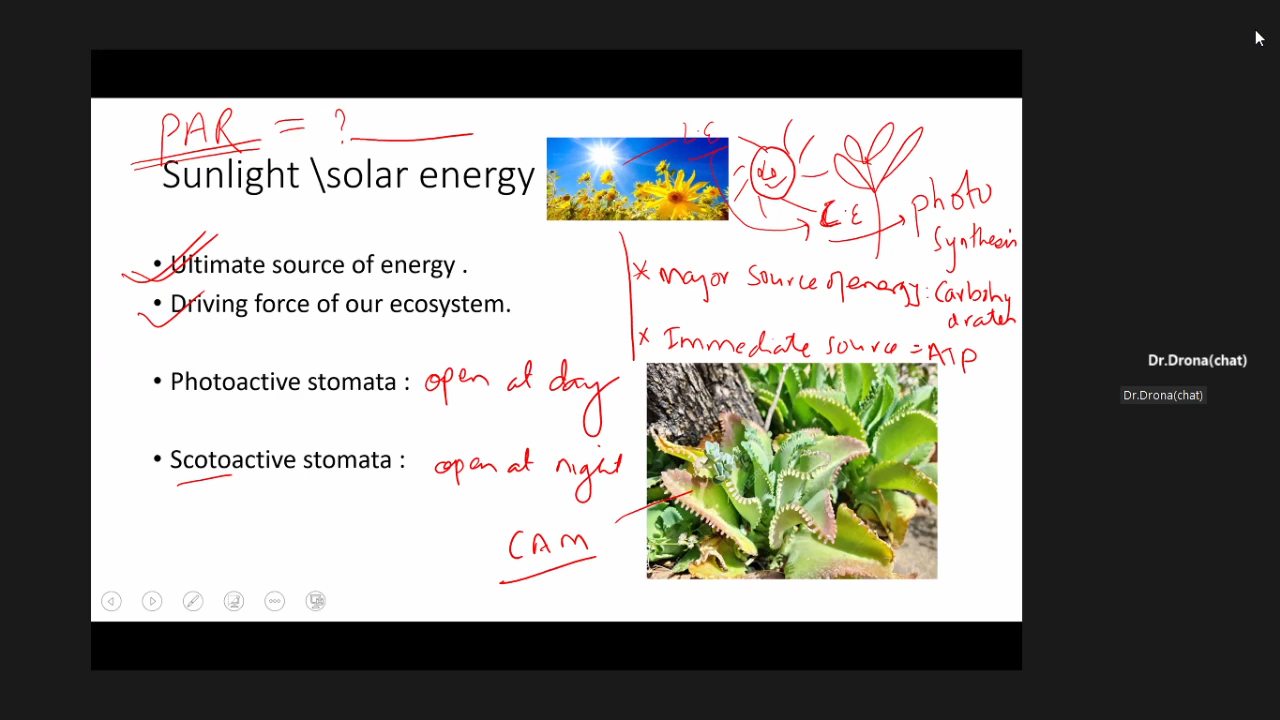 PAR = ?
Sunlight \solar energy
L.E
L.E
photo
synthesis
• Ultimate source of energy .
• Driving force of our ecosystem.
* Major source of energy : Carbohy
drates
* Immediate source = ATP
• Photoactive stomata : open at day
• Scotoactive stomata : open at night
CAM
Dr.Drona(chat)
Dr.Drona(chat)